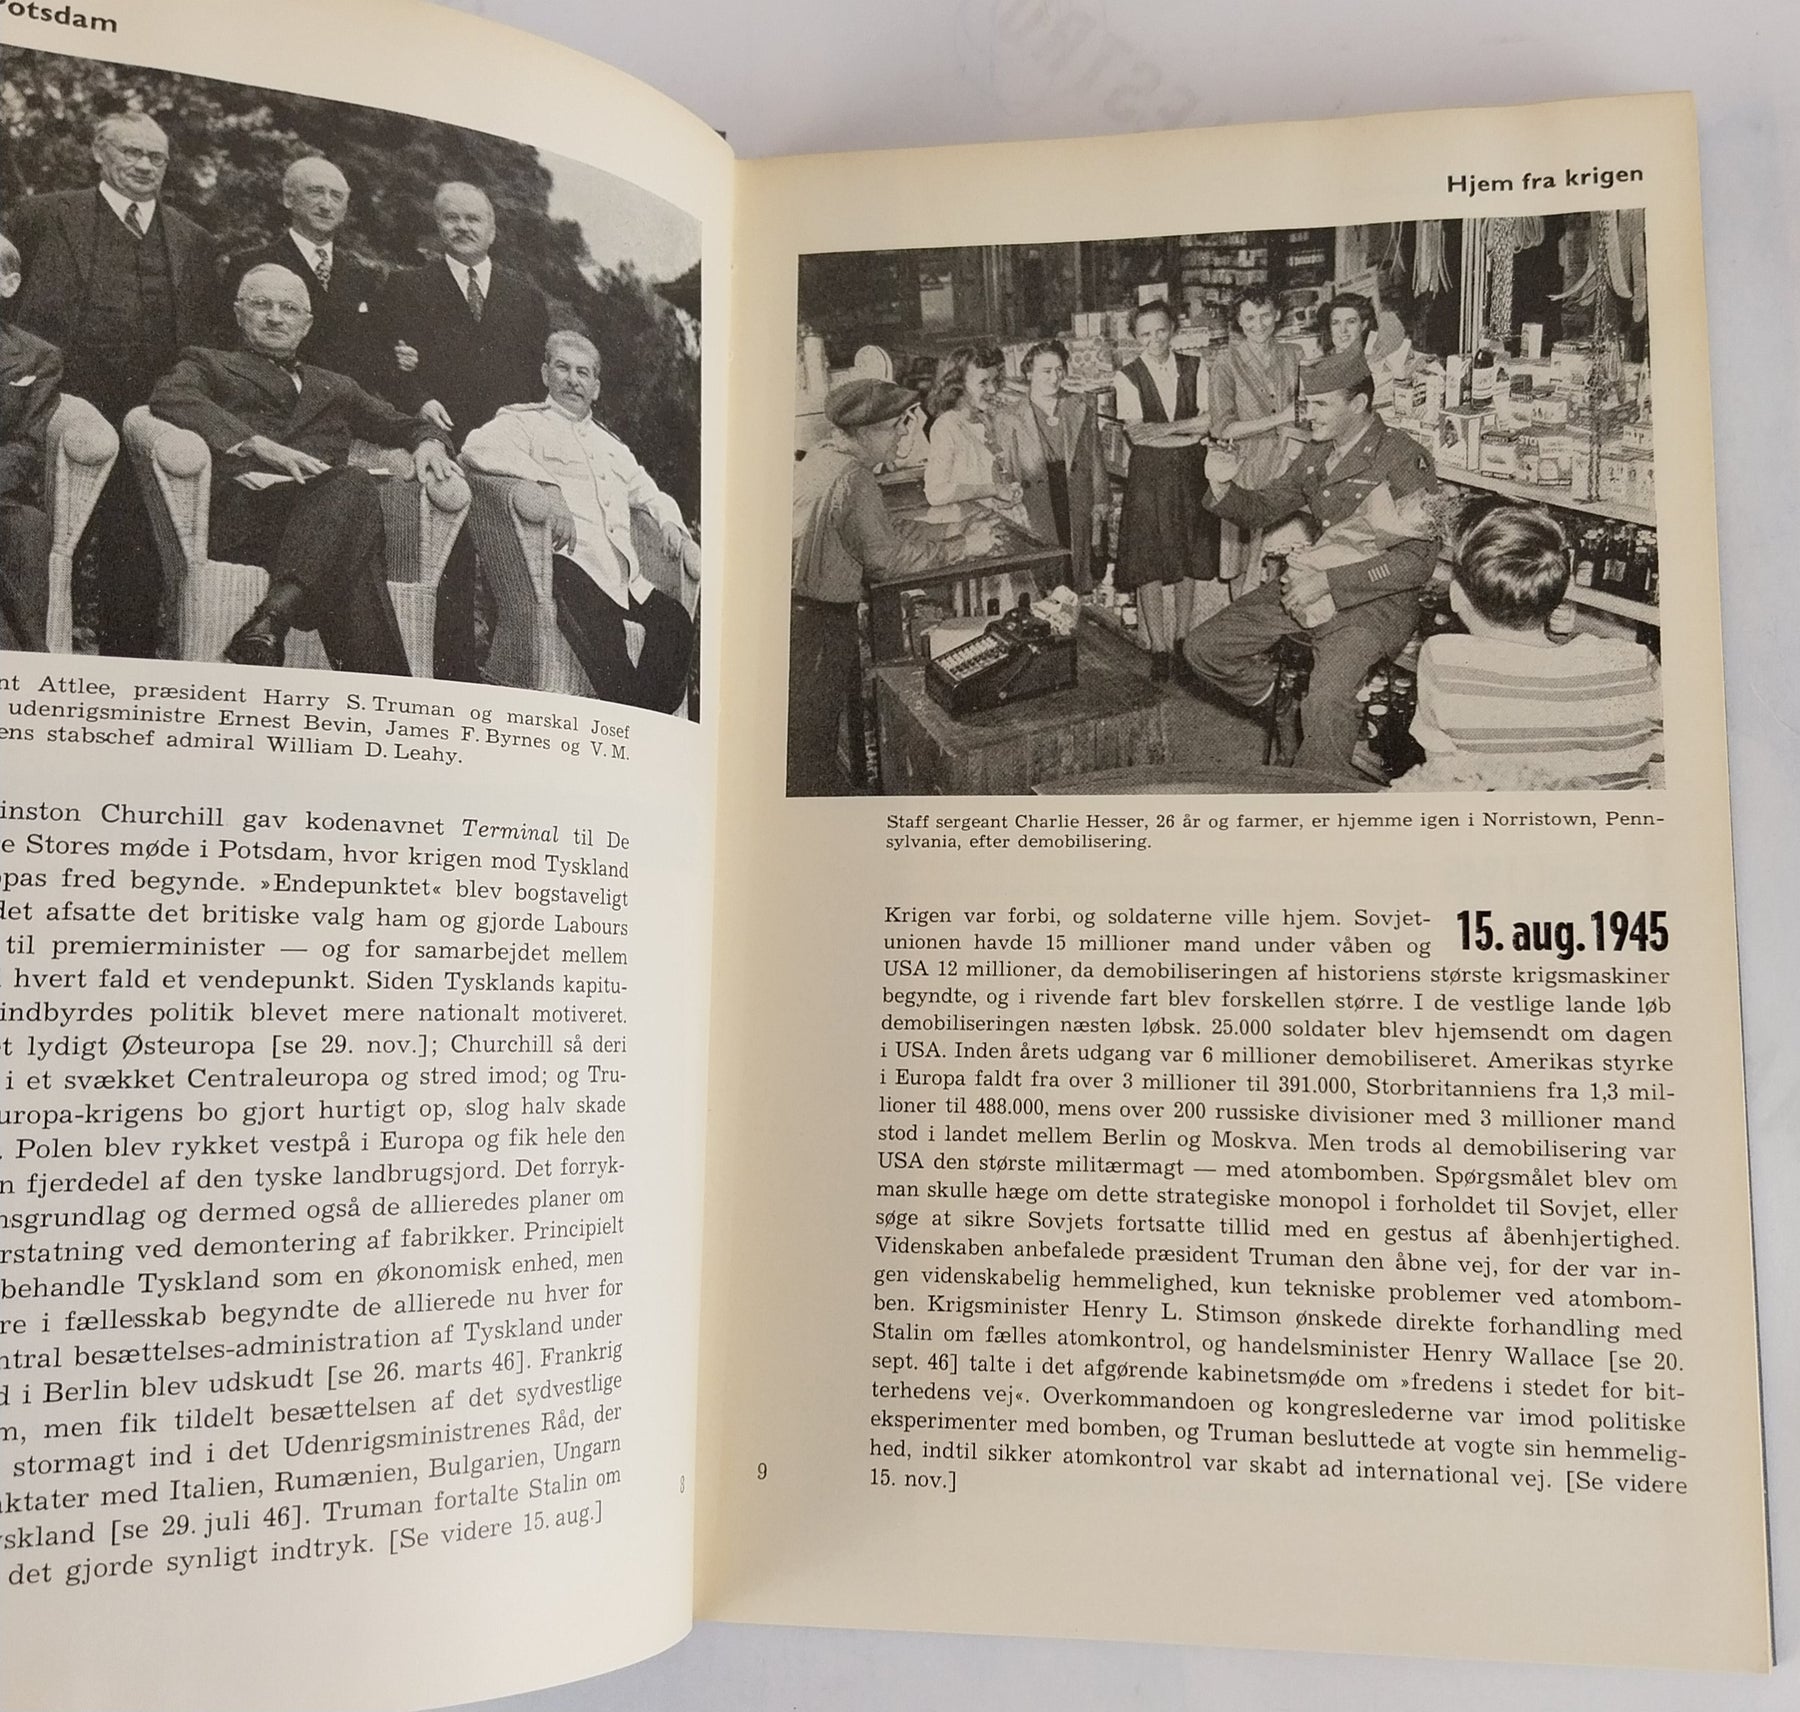 Potsdam
nt Attlee, præsident Harry S. Truman og marskal Josef
udenrigsministre Ernest Bevin, James F. Byrnes og V. M.
ens stabschef admiral William D. Leahy.
inston Churchill gav kodenavnet Terminal til De
e Stores møde i Potsdam, hvor krigen mod Tyskland
pas fred begynde. »Endepunktet« blev bogstaveligt
det afsatte det britiske valg ham og gjorde Labours
til premierminister — og for samarbejdet mellem
hvert fald et vendepunkt. Siden Tysklands kapitu-
indbyrdes politik blevet mere nationalt motiveret.
t lydigt Østeuropa [se 29. nov.]; Churchill så deri
i et svækket Centraleuropa og stred imod; og Tru-
uropa-krigens bo gjort hurtigt op, slog halv skade
. Polen blev rykket vestpå i Europa og fik hele den
n fjerdedel af den tyske landbrugsjord. Det forryk-
nsgrundlag og dermed også de allieredes planer om
rstatning ved demontering af fabrikker. Principielt
behandle Tyskland som en økonomisk enhed, men
re i fællesskab begyndte de allierede nu hver for
ntral besættelses-administration af Tyskland under
d i Berlin blev udskudt [se 26. marts 46]. Frankrig
m, men fik tildelt besættelsen af det sydvestlige
stormagt ind i det Udenrigsministrenes Råd, der
aktater med Italien, Rumænien, Bulgarien, Ungarn
yskland [se 29. juli 46]. Truman fortalte Stalin om
det gjorde synligt indtryk. [Se videre 15. aug.]
8
Hjem fra krigen
Staff sergeant Charlie Hesser, 26 år og farmer, er hjemme igen i Norristown, Penn-
sylvania, efter demobilisering.
15. aug. 1945
Krigen var forbi, og soldaterne ville hjem. Sovjet-
unionen havde 15 millioner mand under våben og
USA 12 millioner, da demobiliseringen af historiens største krigsmaskiner
begyndte, og i rivende fart blev forskellen større. I de vestlige lande løb
demobiliseringen næsten løbsk. 25.000 soldater blev hjemsendt om dagen
i USA. Inden årets udgang var 6 millioner demobiliseret. Amerikas styrke
i Europa faldt fra over 3 millioner til 391.000, Storbritanniens fra 1,3 mil-
lioner til 488.000, mens over 200 russiske divisioner med 3 millioner mand
stod i landet mellem Berlin og Moskva. Men trods al demobilisering var
USA den største militærmagt — med atombomben. Spørgsmålet blev om
man skulle hæge om dette strategiske monopol i forholdet til Sovjet, eller
søge at sikre Sovjets fortsatte tillid med en gestus af åbenhjertighed.
Videnskaben anbefalede præsident Truman den åbne vej, for der var in-
gen videnskabelig hemmelighed, kun tekniske problemer ved atombom-
ben. Krigsminister Henry L. Stimson ønskede direkte forhandling med
Stalin om fælles atomkontrol, og handelsminister Henry Wallace [se 20.
sept. 46] talte i det afgørende kabinetsmøde om »fredens i stedet for bit-
terhedens vej«. Overkommandoen og kongreslederne var imod politiske
eksperimenter med bomben, og Truman besluttede at vogte sin hemmelig-
hed, indtil sikker atomkontrol var skabt ad international vej. [Se videre
15. nov.]
9